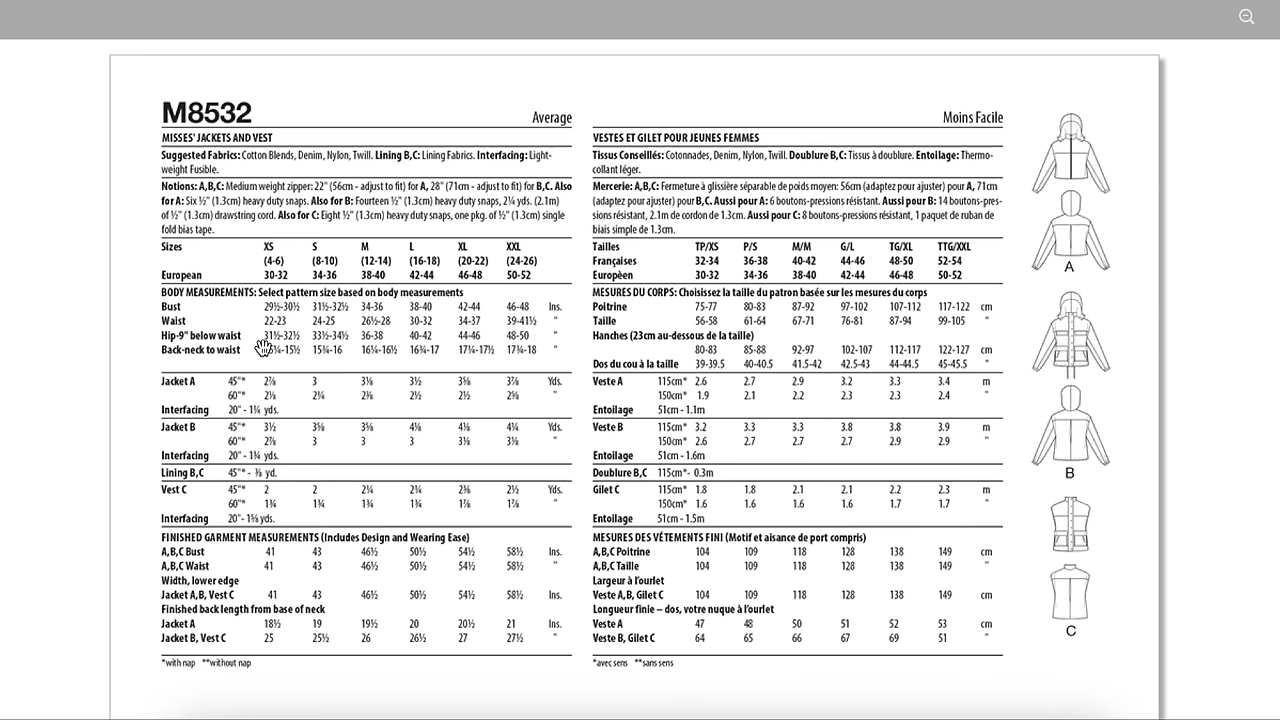 M8532 Average
MISSES' JACKETS AND VEST
Suggested Fabrics: Cotton Blends, Denim, Nylon, Twill. Lining B,C: Lining Fabrics. Interfacing: Light-
weight Fusible.
Notions: A,B,C: Medium weight zipper: 22" (56cm - adjust to fit) for A, 28" (71cm - adjust to fit) for B,C. Also
for A: Six ½" (1.3cm) heavy duty snaps. Also for B: Fourteen ½" (1.3cm) heavy duty snaps, 2¼ yds. (2.1m)
of ½" (1.3cm) drawstring cord. Also for C: Eight ½" (1.3cm) heavy duty snaps, one pkg. of ½" (1.3cm) single
fold bias tape.
Sizes XS S M L XL XXL
(4-6) (8-10) (12-14) (16-18) (20-22) (24-26)
European 30-32 34-36 38-40 42-44 46-48 50-52
BODY MEASUREMENTS: Select pattern size based on body measurements
Bust 29½-30½ 31½-32½ 34-36 38-40 42-44 46-48 Ins.
Waist 22-23 24-25 26½-28 30-32 34-37 39-41½ "
Hip-9" below waist 31½-32½ 33½-34½ 36-38 40-42 44-46 48-50 "
Back-neck to waist 15¾-16 16¼-16½ 16¾-17 17¼-17½ 17¾-18 "
Jacket A 45"* 2⅞ 3 3⅛ 3½ 3⅝ 3⅞ Yds.
60"* 2⅛ 2¼ 2⅜ 2½ 2½ 2⅝ "
Interfacing 20" - 1¼ yds.
Jacket B 45"* 3½ 3⅝ 3⅝ 4⅛ 4⅛ 4¼ Yds.
60"* 2⅞ 3 3 3 3⅛ 3⅛ "
Interfacing 20" - 1¾ yds.
Lining B,C 45"* - ⅜ yd.
Vest C 45"* 2 2 2¼ 2¼ 2⅜ 2½ Yds.
60"* 1¾ 1¾ 1¾ 1¾ 1⅞ 1⅞ "
Interfacing 20"- 1⅝ yds.
FINISHED GARMENT MEASUREMENTS (Includes Design and Wearing Ease)
A,B,C Bust 41 43 46½ 50½ 54½ 58½ Ins.
A,B,C Waist 41 43 46½ 50½ 54½ 58½ "
Width, lower edge
Jacket A,B, Vest C 41 43 46½ 50½ 54½ 58½ Ins.
Finished back length from base of neck
Jacket A 18½ 19 19½ 20 20½ 21 Ins.
Jacket B, Vest C 25 25½ 26 26½ 27 27½ "
*with nap **without nap
Moins Facile
VESTES ET GILET POUR JEUNES FEMMES
Tissus Conseillés: Cotonnades, Denim, Nylon, Twill. Doublure B,C: Tissus à doublure. Entoilage: Thermo-
collant léger.
Mercerie: A,B,C: Fermeture à glissière séparable de poids moyen: 56cm (adaptez pour ajuster) pour A, 71cm
(adaptez pour ajuster) pour B,C. Aussi pour A: 6 boutons-pressions résistant. Aussi pour B: 14 boutons-pres-
sions résistant, 2.1m de cordon de 1.3cm. Aussi pour C: 8 boutons-pressions résistant, 1 paquet de ruban de
biais simple de 1.3cm.
Tailles TP/XS P/S M/M G/L TG/XL TTG/XXL
Françaises 32-34 36-38 40-42 44-46 48-50 52-54
Europèen 30-32 34-36 38-40 42-44 46-48 50-52
MESURES DU CORPS: Choisissez la taille du patron basée sur les mesures du corps
Poitrine 75-77 80-83 87-92 97-102 107-112 117-122 cm
Taille 56-58 61-64 67-71 76-81 87-94 99-105 "
Hanches (23cm au-dessous de la taille)
80-83 85-88 92-97 102-107 112-117 122-127 cm
Dos du cou à la taille 39-39.5 40-40.5 41.5-42 42.5-43 44-44.5 45-45.5 "
Veste A 115cm* 2.6 2.7 2.9 3.2 3.3 3.4 m
150cm* 1.9 2.1 2.2 2.3 2.3 2.4 "
Entoilage 51cm - 1.1m
Veste B 115cm* 3.2 3.3 3.3 3.8 3.8 3.9 m
150cm* 2.6 2.7 2.7 2.7 2.9 2.9 "
Entoilage 51cm - 1.6m
Doublure B,C 115cm*- 0.3m
Gilet C 115cm* 1.8 1.8 2.1 2.1 2.2 2.3 m
150cm* 1.6 1.6 1.6 1.6 1.7 1.7 "
Entoilage 51cm - 1.5m
MESURES DES VÉTEMENTS FINI (Motif et aisance de port compris)
A,B,C Poitrine 104 109 118 128 138 149 cm
A,B,C Taille 104 109 118 128 138 149 "
Largeur à l'ourlet
Veste A,B, Gilet C 104 109 118 128 138 149 cm
Longueur finie – dos, votre nuque à l'ourlet
Veste A 47 48 50 51 52 53 cm
Veste B, Gilet C 64 65 66 67 69 51 "
*avec sens **sans sens
A
B
C